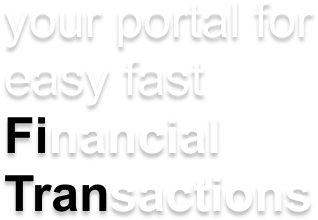 your portal for
easy fast
Financial
Transactions